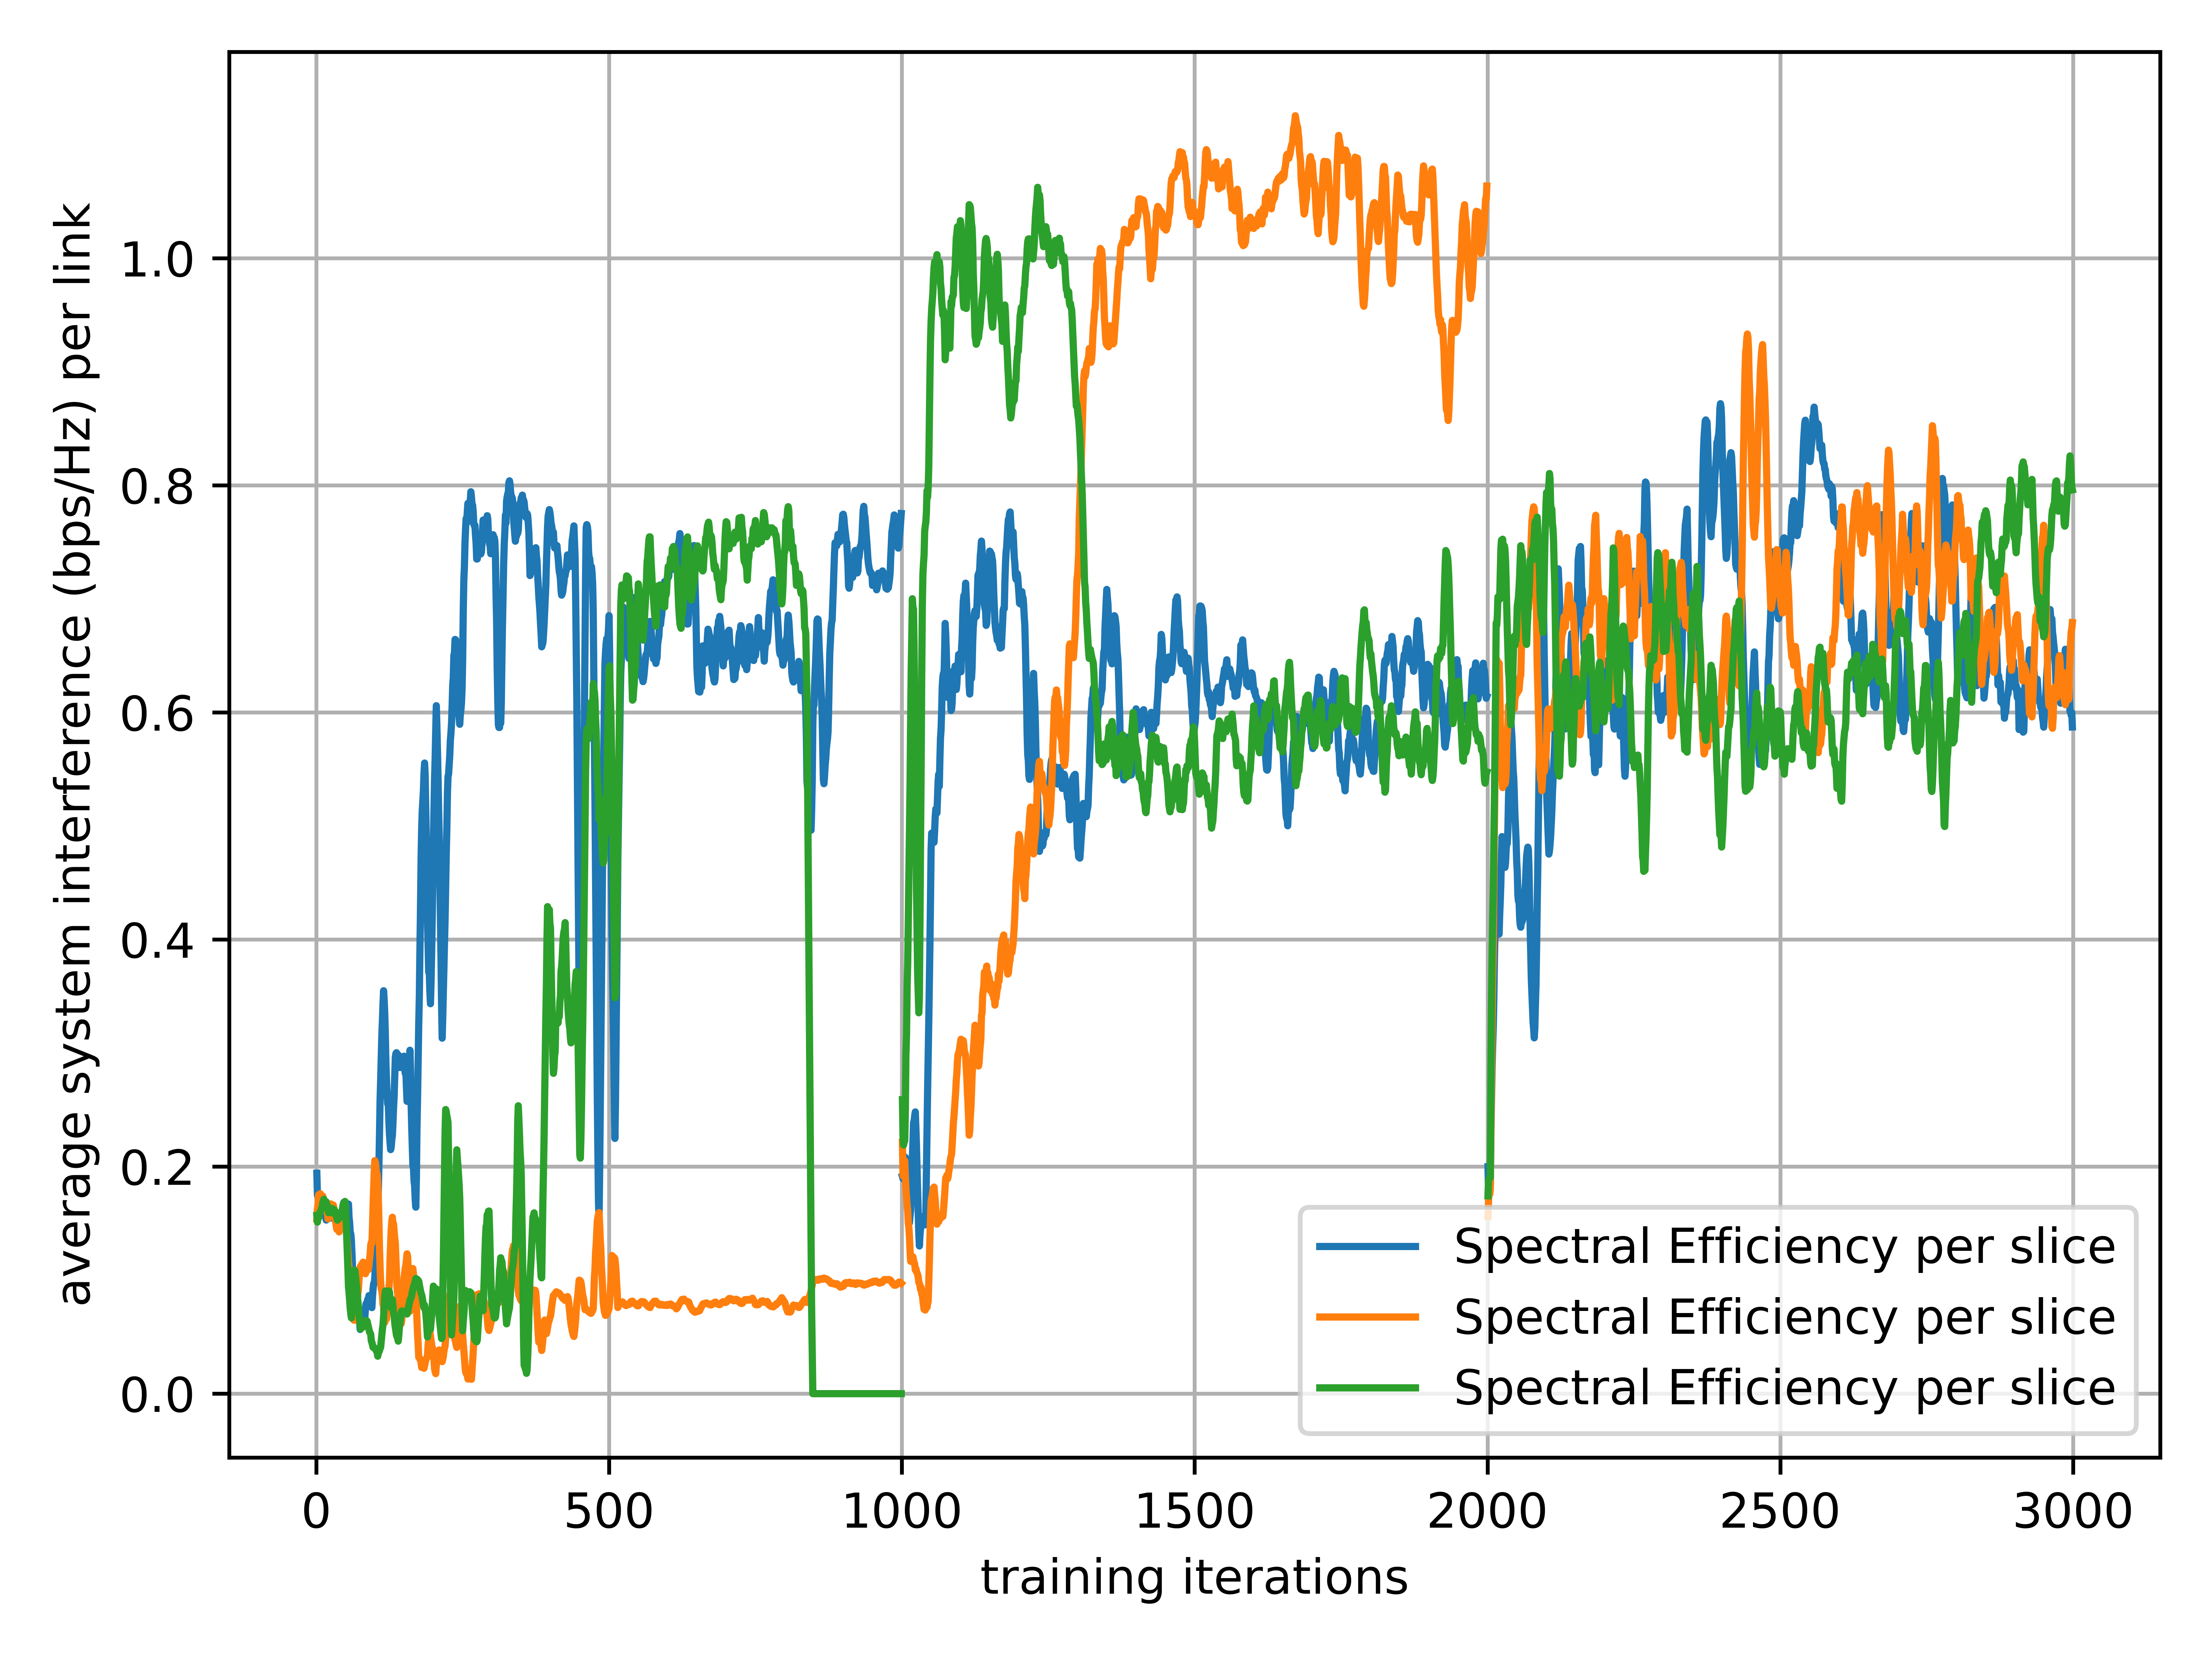 average system interference (bps/Hz) per link
1.0
0.8
0.6
0.4
0.2
0.0
Spectral Efficiency per slice
Spectral Efficiency per slice
Spectral Efficiency per slice
0 500 1000 1500 2000 2500 3000
training iterations